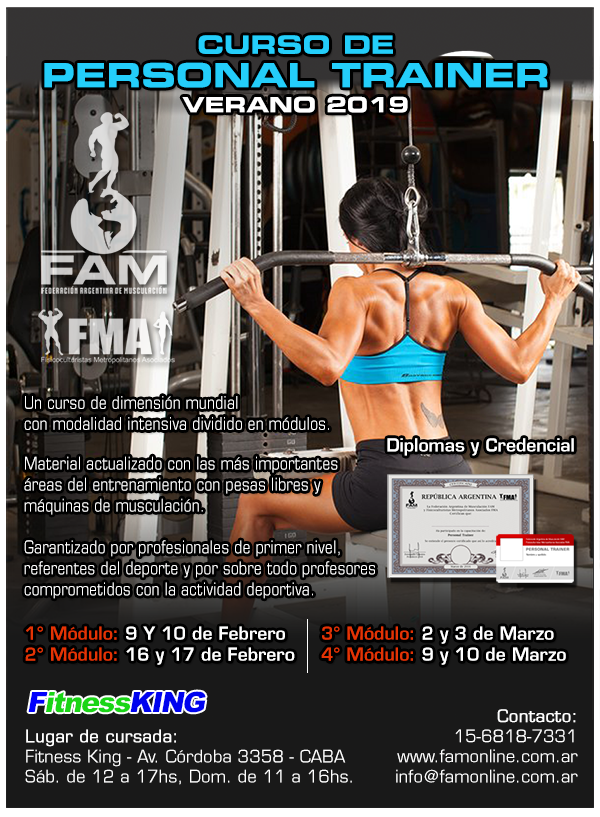 CURSO DE
PERSONAL TRAINER
VERANO 2019
FAM
FEDERACIÓN ARGENTINA DE MUSCULACIÓN
FMA
Fisicoculturistas Metropolitanos Asociados
Un curso de dimensión mundial
con modalidad intensiva dividido en módulos.
Material actualizado con las más importantes
áreas del entrenamiento con pesas libres y
máquinas de musculación.
Garantizado por profesionales de primer nivel,
referentes del deporte y por sobre todo profesores
comprometidos con la actividad deportiva.
Diplomas y Credencial
REPÚBLICA ARGENTINA
FAM
FMA
Personal Trainer
PERSONAL TRAINER
FMA
1° Módulo: 9 Y 10 de Febrero
2° Módulo: 16 y 17 de Febrero
3° Módulo: 2 y 3 de Marzo
4° Módulo: 9 y 10 de Marzo
FitnessKING
Lugar de cursada:
Fitness King - Av. Córdoba 3358 - CABA
Sáb. de 12 a 17hs, Dom. de 11 a 16hs.
Contacto:
15-6818-7331
www.famonline.com.ar
info@famonline.com.ar